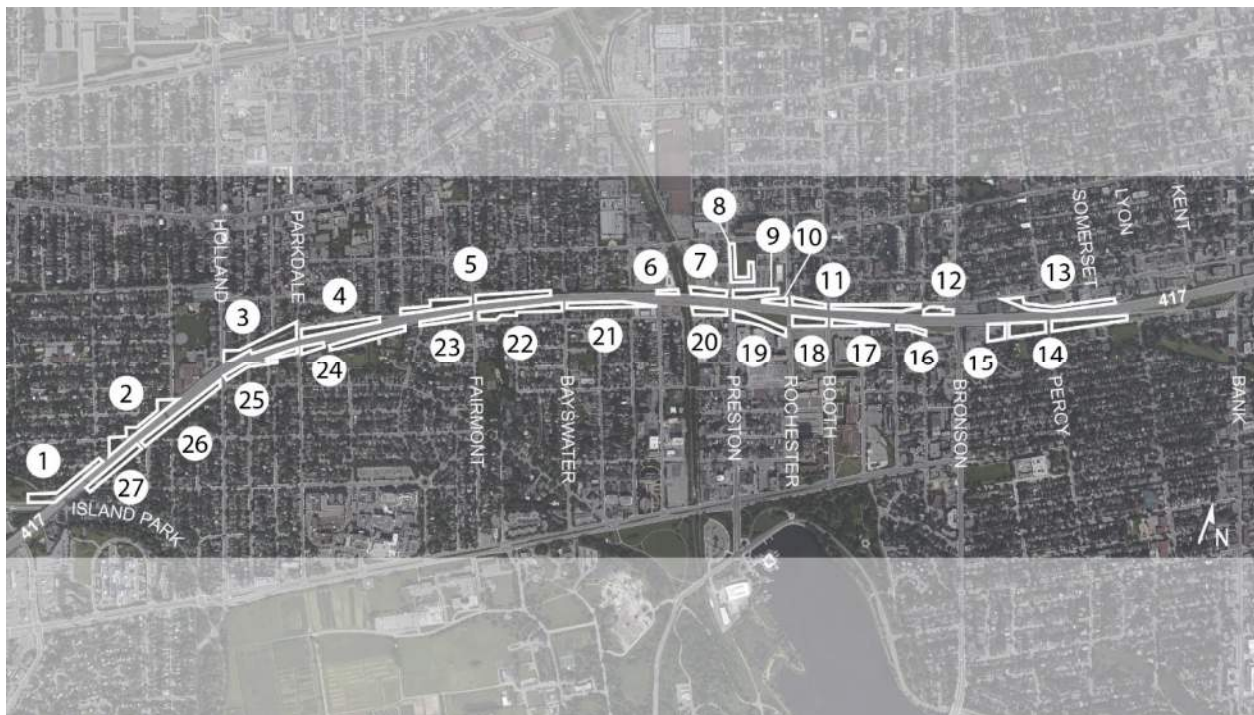 8
9
10
5
6
7
11
12
13
4
3
HOLLAND
PARKDALE
SOMERSET
LYON
KENT
417
2
1
24
23
22
21
20
19
18
17
16
15
14
25
26
27
FAIRMONT
BAYSWATER
PRESTON
ROCHESTER
BOOTH
BRONSON
PERCY
BANK
ISLAND PARK
417
N